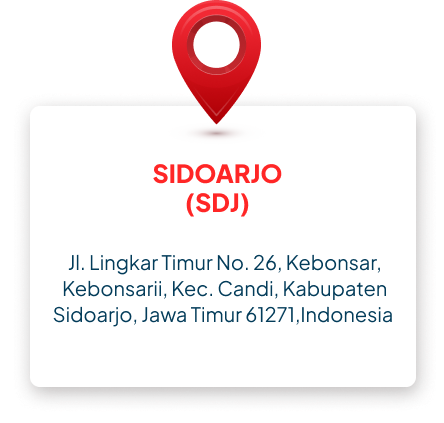 SIDOARJO
(SDJ)
Jl. Lingkar Timur No. 26, Kebonsar,
Kebonsarii, Kec. Candi, Kabupaten
Sidoarjo, Jawa Timur 61271,Indonesia